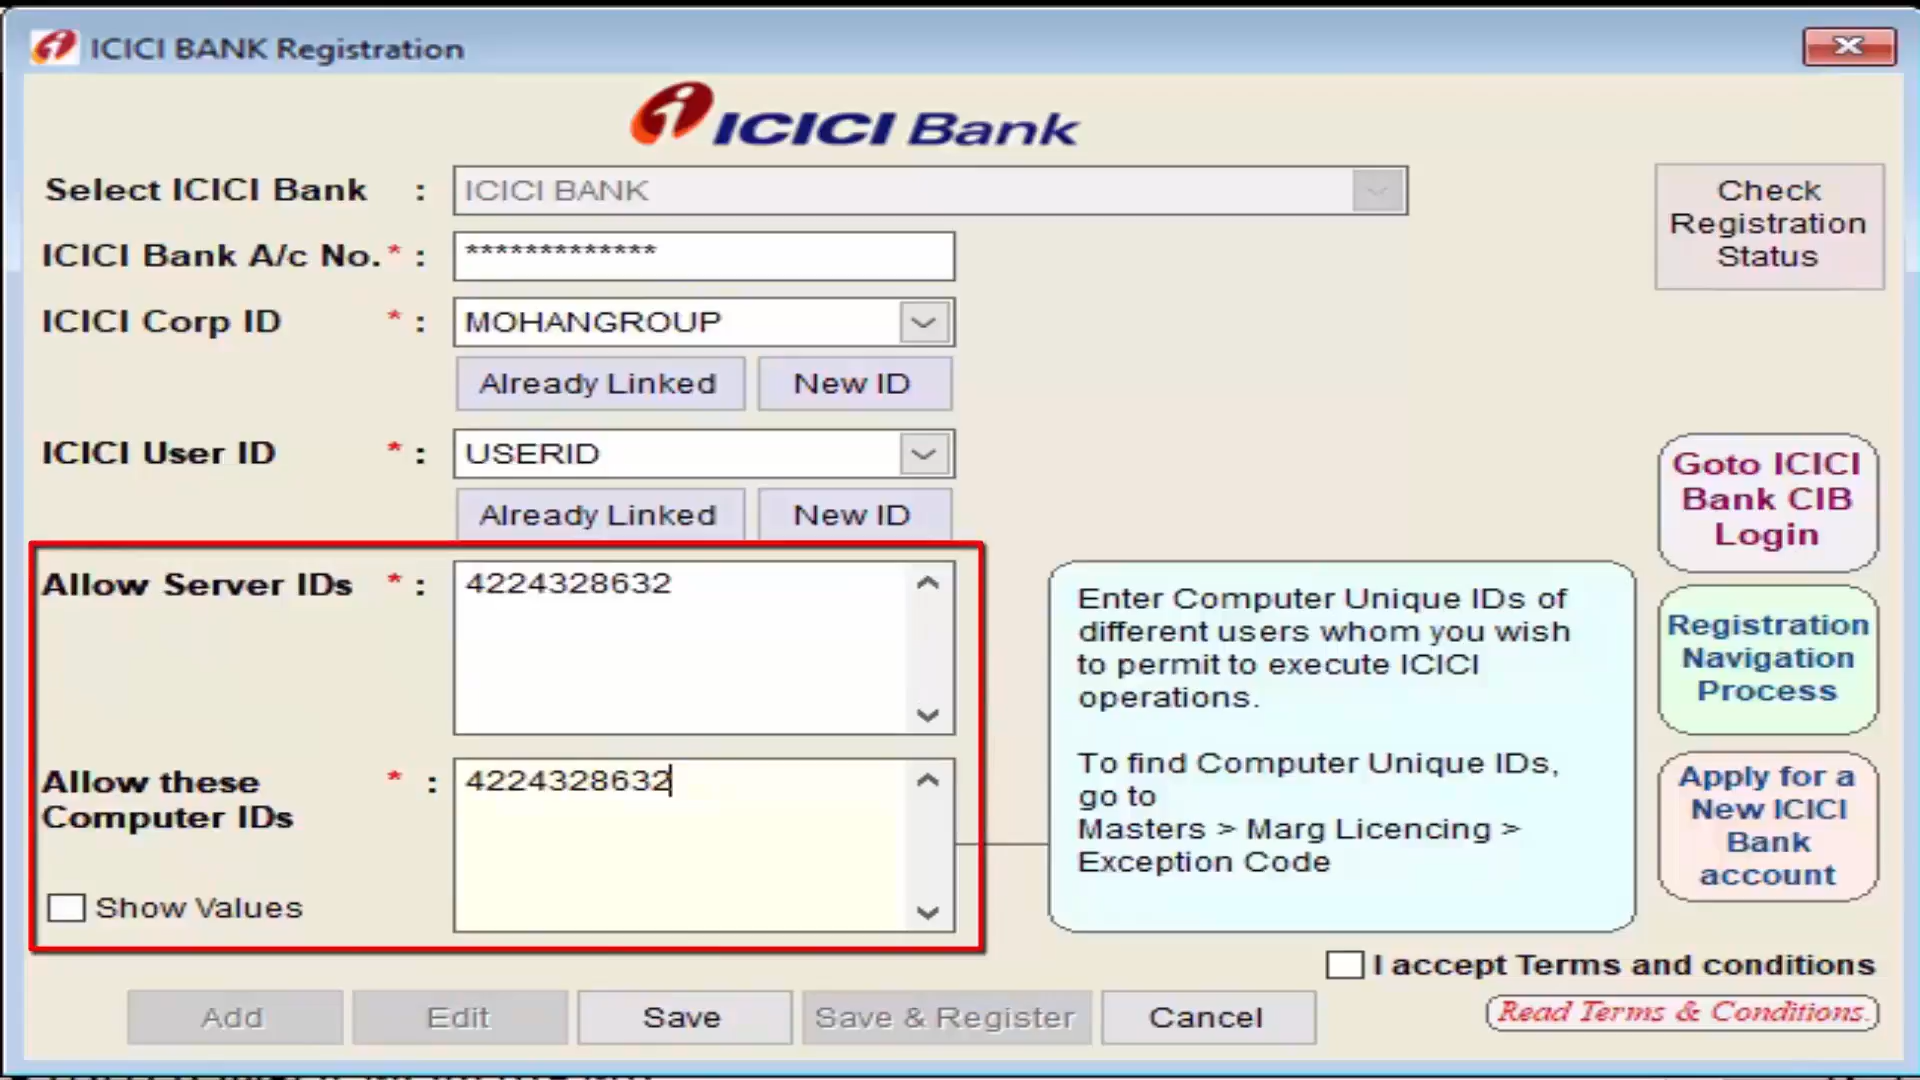 ICICI BANK Registration
ICICI Bank
Select ICICI Bank : ICICI BANK
Check
Registration
Status
ICICI Bank A/c No.* : *************
ICICI Corp ID * : MOHANGROUP
Already Linked New ID
ICICI User ID * : USERID
Already Linked New ID
Goto ICICI
Bank CIB
Login
Allow Server IDs * : 4224328632
Allow these * : 4224328632
Computer IDs
Show Values
Enter Computer Unique IDs of
different users whom you wish
to permit to execute ICICI
operations.
To find Computer Unique IDs,
go to
Masters > Marg Licencing >
Exception Code
Registration
Navigation
Process
Apply for a
New ICICI
Bank
account
I accept Terms and conditions
Add Edit Save Save & Register Cancel
Read Terms & Conditions.